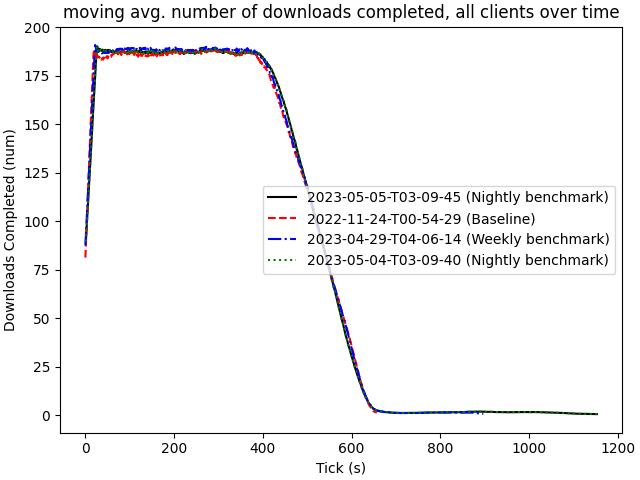 moving avg. number of downloads completed, all clients over time
Downloads Completed (num)
200
175
150
125
100
75
50
25
0
2023-05-05-T03-09-45 (Nightly benchmark)
2022-11-24-T00-54-29 (Baseline)
2023-04-29-T04-06-14 (Weekly benchmark)
2023-05-04-T03-09-40 (Nightly benchmark)
0 200 400 600 800 1000 1200
Tick (s)